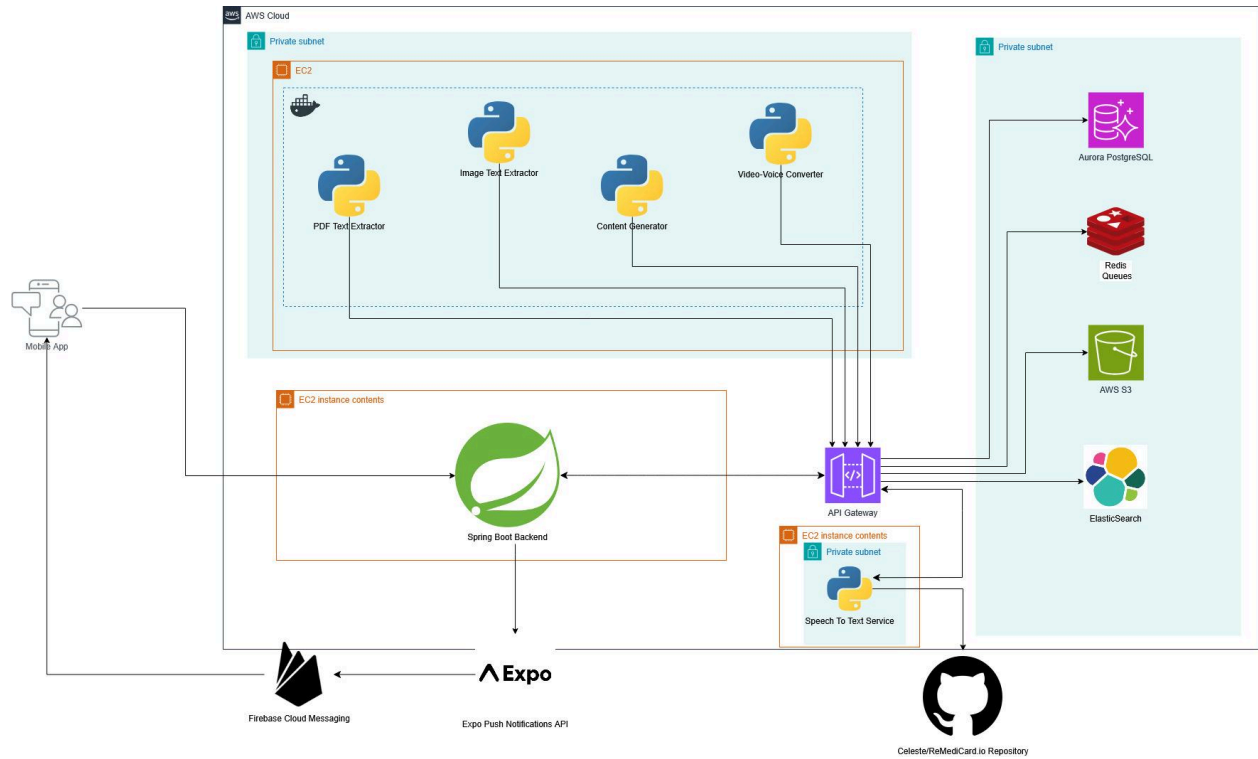 aws
AWS Cloud
Private subnet
EC2
PDF Text Extractor
Image Text Extractor
Content Generator
Video-Voice Converter
Private subnet
Aurora PostgreSQL
Redis
Queues
AWS S3
ElasticSearch
Mobile App
EC2 instance contents
Spring Boot Backend
</>
API Gateway
EC2 instance contents
Private subnet
Speech To Text Service
Expo
Expo Push Notifications API
Firebase Cloud Messaging
Celeste/ReMediCard.io Repository